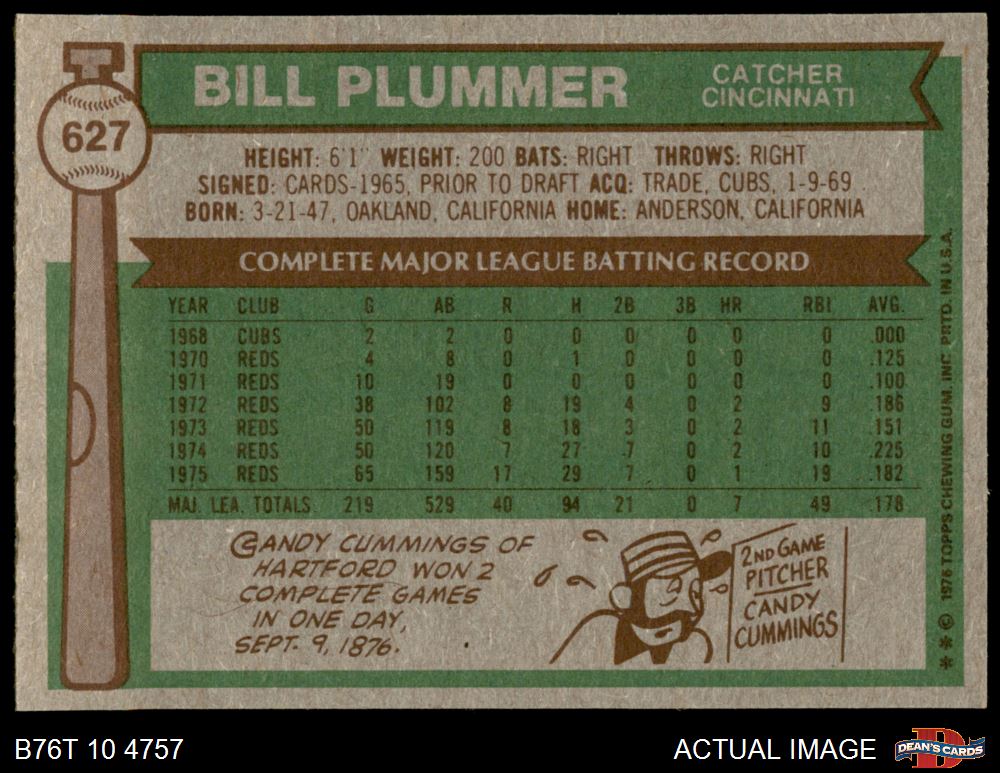 T
627
BILL PLUMMER
CATCHER
CINCINNATI
HEIGHT: 6'1" WEIGHT: 200 BATS: RIGHT THROWS: RIGHT
SIGNED: CARDS-1965, PRIOR TO DRAFT ACQ: TRADE, CUBS, 1-9-69
BORN: 3-21-47, OAKLAND, CALIFORNIA HOME: ANDERSON, CALIFORNIA
COMPLETE MAJOR LEAGUE BATTING RECORD
YEAR CLUB G AB R H 2B 3B HR RBI AVG.
1968 CUBS 2 2 0 0 0 0 0 0 .000
1970 REDS 4 8 0 1 0 0 0 0 .125
1971 REDS 10 19 0 0 0 0 0 0 .100
1972 REDS 38 102 8 19 4 0 2 9 .186
1973 REDS 50 119 8 18 3 0 2 11 .151
1974 REDS 50 120 7 27 7 0 2 10 .225
1975 REDS 65 159 17 29 7 0 1 19 .182
MAJ. LEA. TOTALS 219 529 40 94 21 0 7 49 .178
CANDY CUMMINGS OF
HARTFORD WON 2
COMPLETE GAMES
IN ONE DAY,
SEPT. 9, 1876.
2ND GAME
PITCHER
CANDY
CUMMINGS
* * © 1976 TOPPS CHEWING GUM, INC. PRTD. IN U.S.A.
B76T 10 4757
ACTUAL IMAGE
D
DEAN'S CARDS